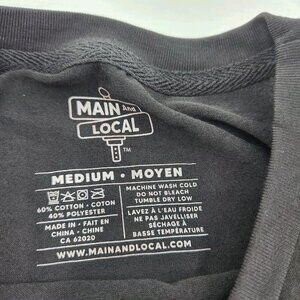 MAIN And
LOCAL
TM
MEDIUM • MOYEN
60% COTTON • COTON
40% POLYESTER
MADE IN • FAIT EN
CHINA • CHINE
CA 62020
MACHINE WASH COLD
DO NOT BLEACH
TUMBLE DRY LOW
LAVEZ À L'EAU FROIDE
NE PAS JAVELLISER
SÉCHAGE À
BASSE TEMPÉRATURE
WWW.MAINANDLOCAL.COM